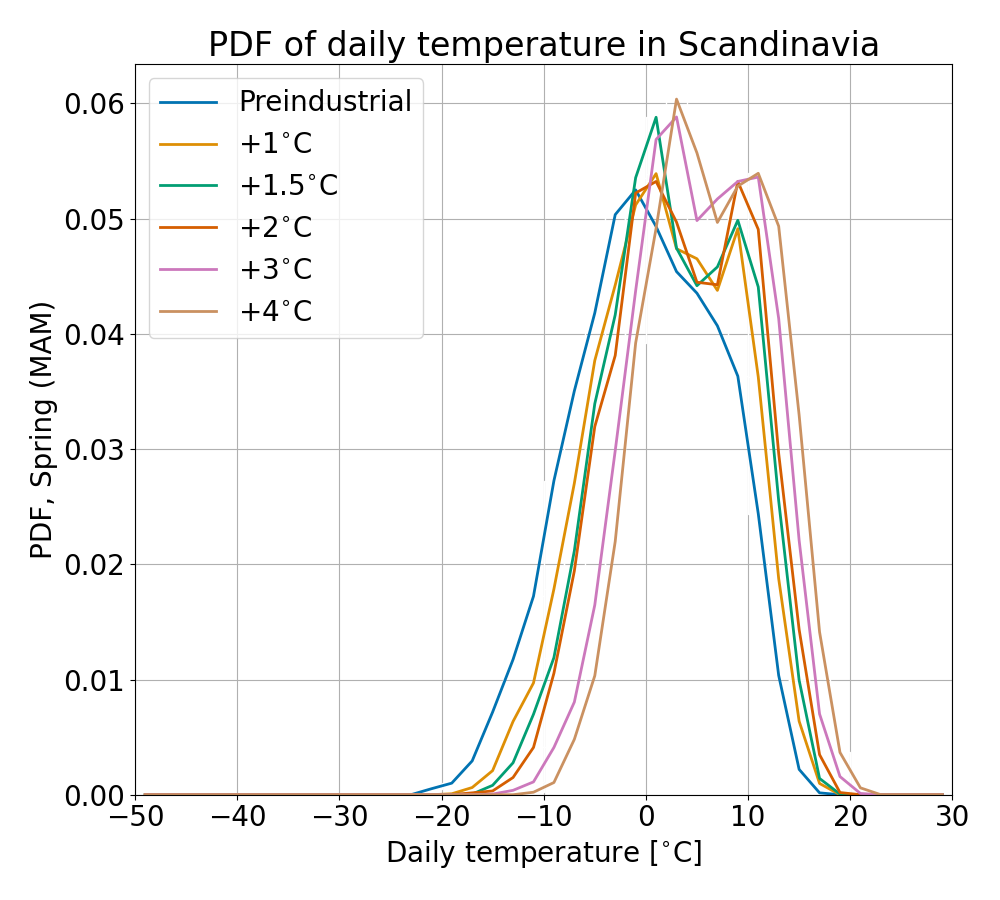 PDF of daily temperature in Scandinavia
Preindustrial
+1°C
+1.5°C
+2°C
+3°C
+4°C
PDF, Spring (MAM)
0.06
0.05
0.04
0.03
0.02
0.01
0.00
−50 −40 −30 −20 −10 0 10 20 30
Daily temperature [°C]